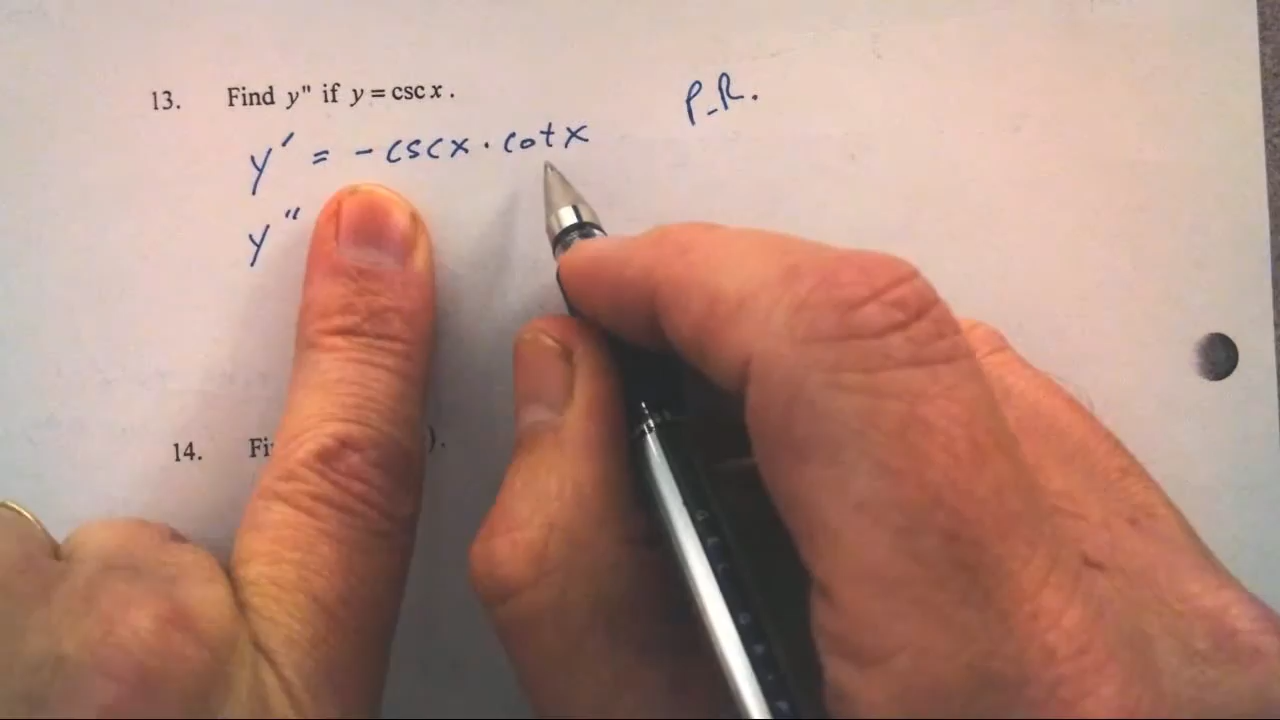 13. Find y" if y = csc x.
P.R.
y' = - cscx · cotx
y"
14. Fi ).